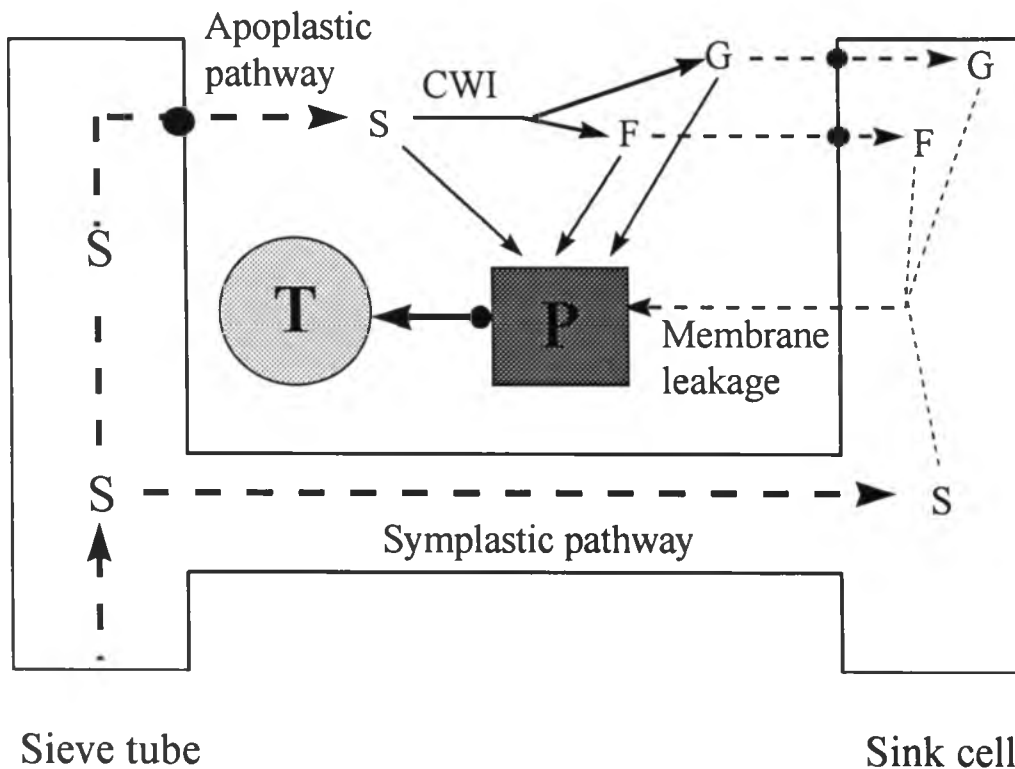 Apoplastic
pathway
CWI
G
G
S
F
F
S
T
P
Membrane
leakage
S
S
Symplastic pathway
Sieve tube
Sink cell